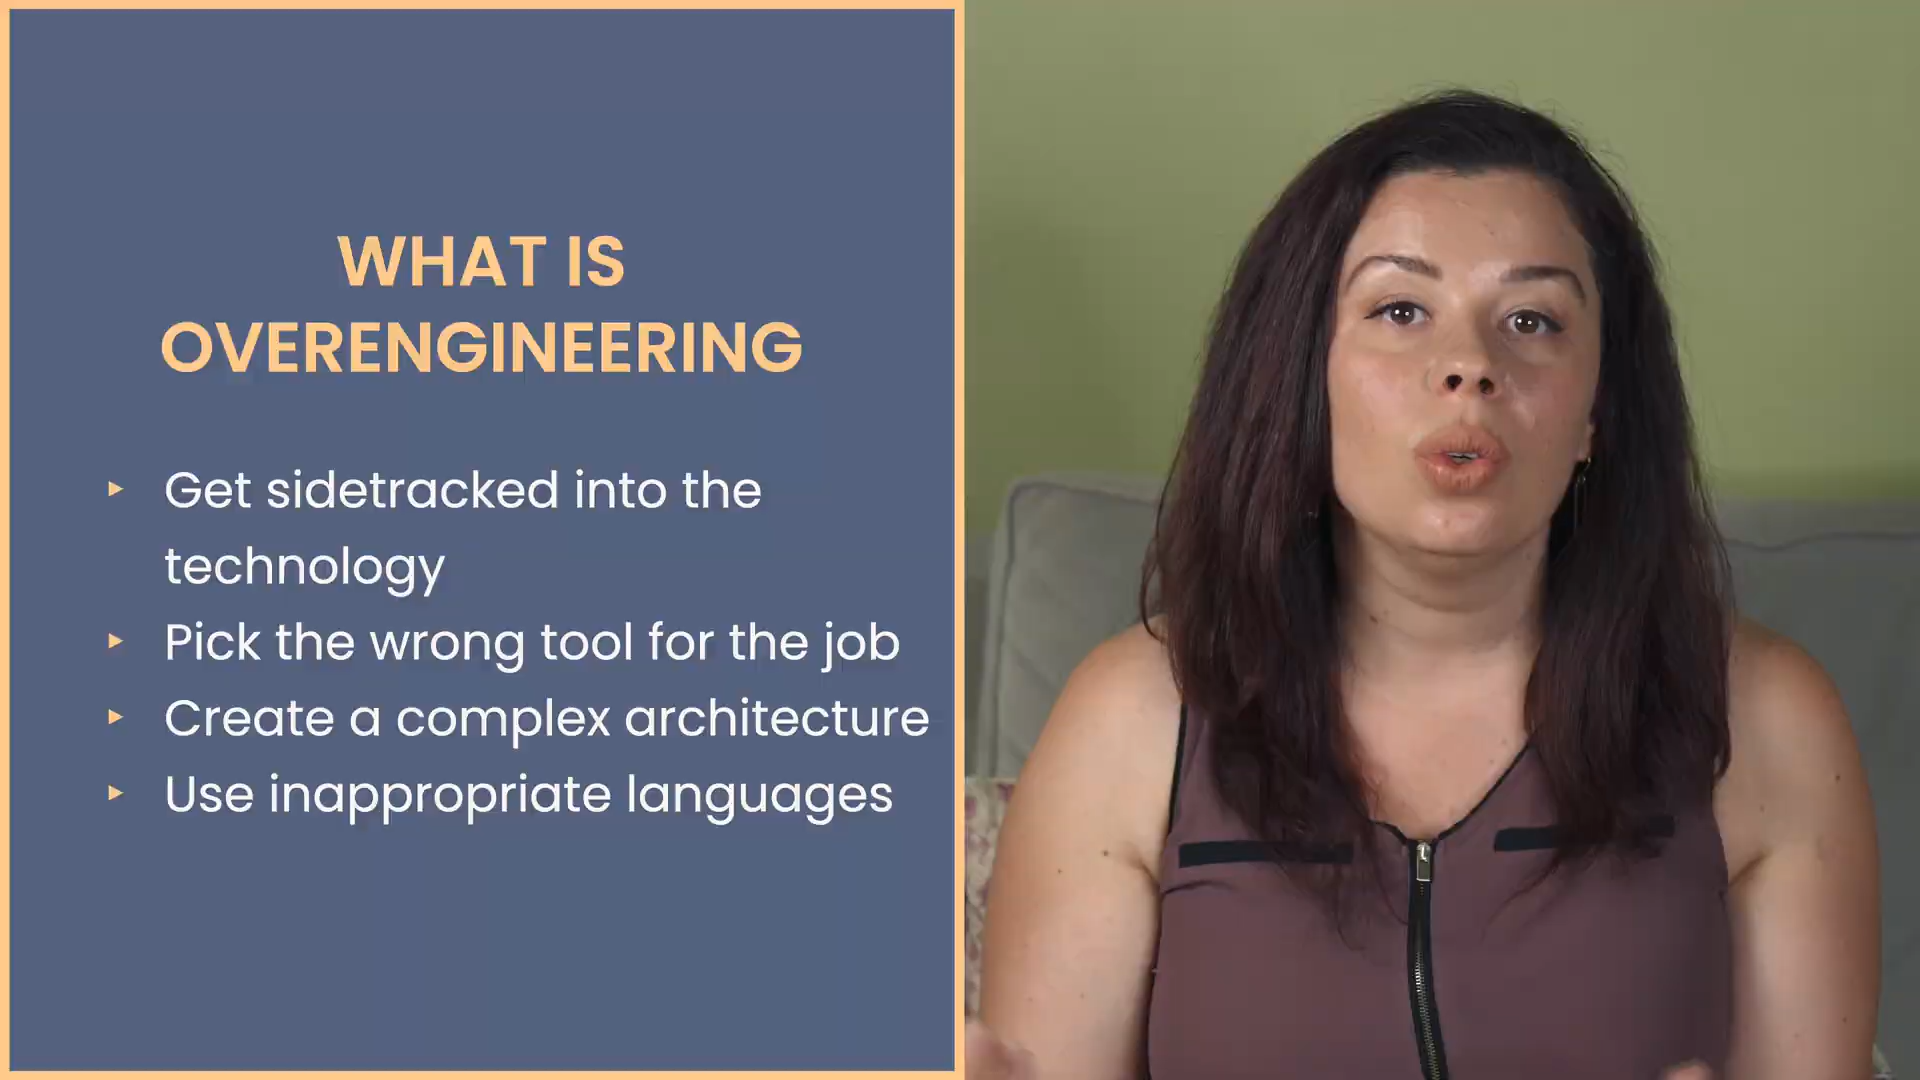 WHAT IS
OVERENGINEERING
Get sidetracked into the
technology
Pick the wrong tool for the job
Create a complex architecture
Use inappropriate languages